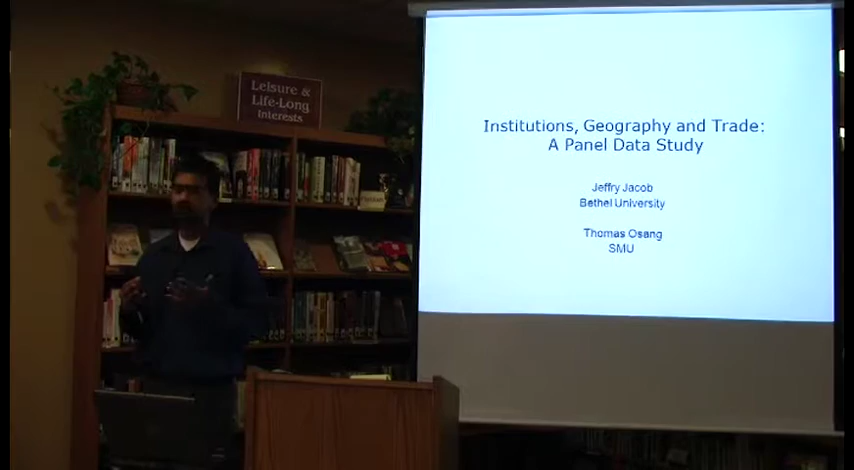 Leisure &
Life-Long
Interests
Institutions, Geography and Trade:
A Panel Data Study
Jeffry Jacob
Bethel University
Thomas Osang
SMU